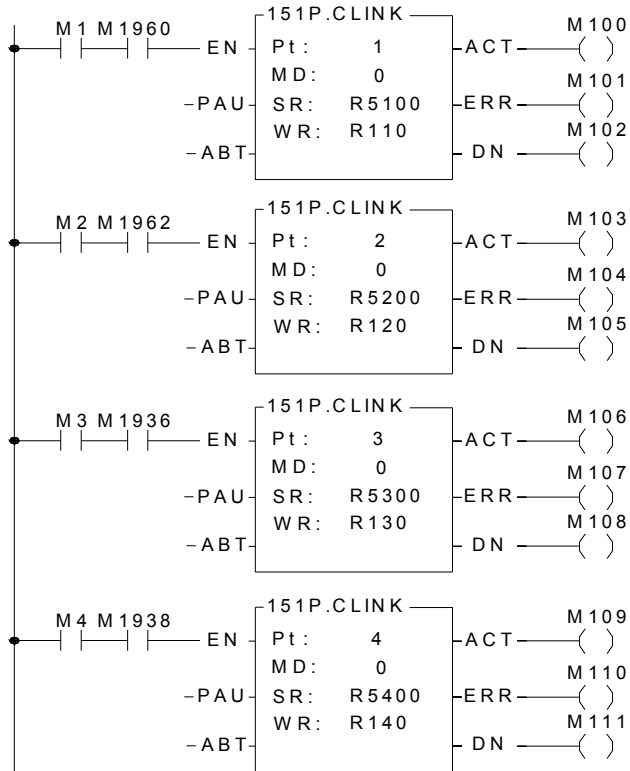 151P.CLINK
M1 M1960 EN Pt: 1 ACT M100
MD: 0 M101
PAU SR: R5100 ERR
WR: R110 M102
ABT DN
151P.CLINK
M2 M1962 EN Pt: 2 ACT M103
MD: 0 M104
PAU SR: R5200 ERR
WR: R120 M105
ABT DN
151P.CLINK
M3 M1936 EN Pt: 3 ACT M106
MD: 0 M107
PAU SR: R5300 ERR
WR: R130 M108
ABT DN
151P.CLINK
M4 M1938 EN Pt: 4 ACT M109
MD: 0 M110
PAU SR: R5400 ERR
WR: R140 M111
ABT DN